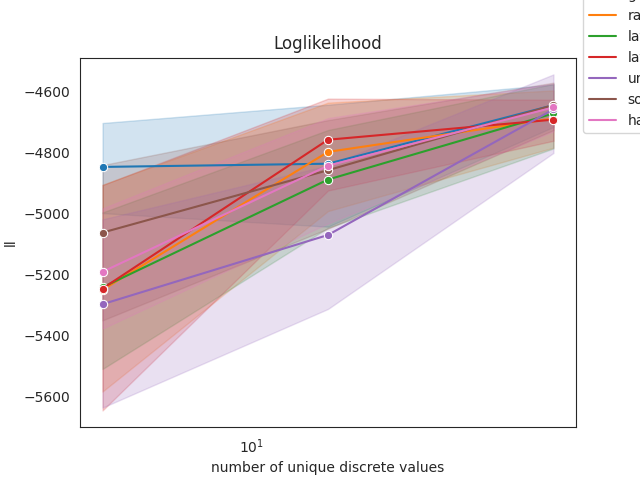 Loglikelihood
ra
la
la
ur
sc
ha
−4600
−4800
−5000
−5200
−5400
−5600
ll
10¹
number of unique discrete values